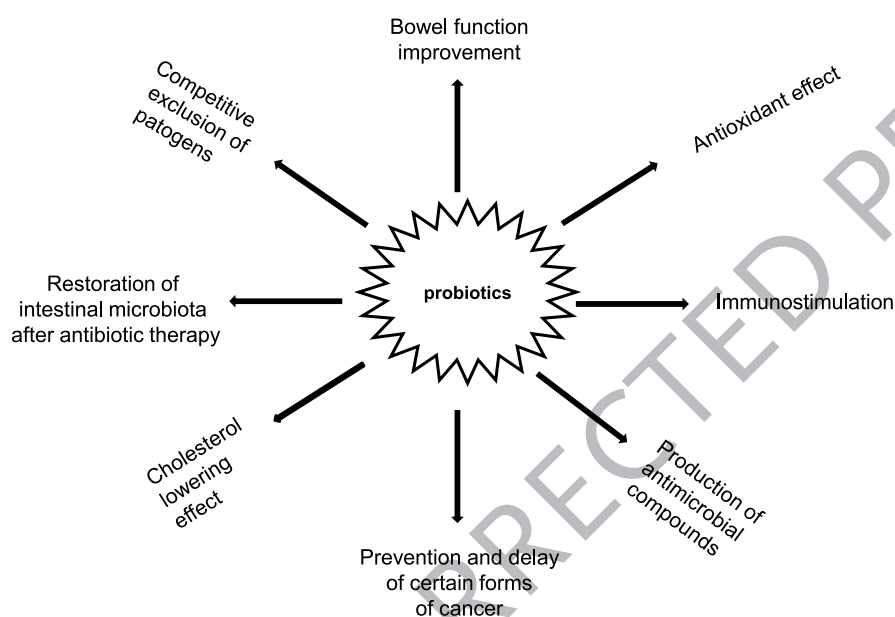 Bowel function
improvement
Antioxidant effect
Immunostimulation
Production of
antimicrobial
compounds
Prevention and delay
of certain forms
of cancer
Cholesterol
lowering
effect
Restoration of
intestinal microbiota
after antibiotic therapy
Competitive
exclusion of
patogens
probiotics
RRECTED P